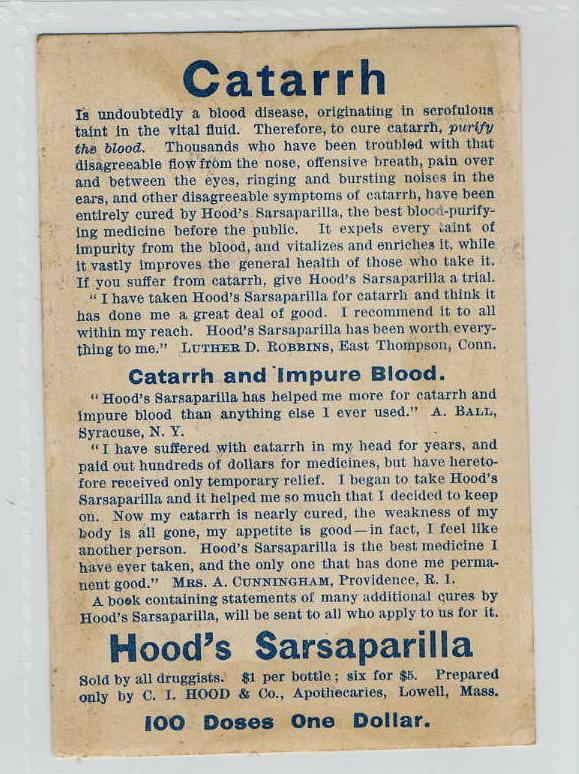 Catarrh
Is undoubtedly a blood disease, originating in scrofulous
taint in the vital fluid. Therefore, to cure catarrh, purify
the blood. Thousands who have been troubled with that
disagreeable flow from the nose, offensive breath, pain over
and between the eyes, ringing and bursting noises in the
ears, and other disagreeable symptoms of catarrh, have been
entirely cured by Hood's Sarsaparilla, the best blood-purify-
ing medicine before the public. It expels every taint of
impurity from the blood, and vitalizes and enriches it, while
it vastly improves the general health of those who take it.
If you suffer from catarrh, give Hood's Sarsaparilla a trial.
"I have taken Hood's Sarsaparilla for catarrh and think it
has done me a great deal of good. I recommend it to all
within my reach. Hood's Sarsaparilla has been worth every-
thing to me." LUTHER D. ROBBINS, East Thompson, Conn.
Catarrh and Impure Blood.
"Hood's Sarsaparilla has helped me more for catarrh and
impure blood than anything else I ever used." A. BALL,
Syracuse, N. Y.
"I have suffered with catarrh in my head for years, and
paid out hundreds of dollars for medicines, but have hereto-
fore received only temporary relief. I began to take Hood's
Sarsaparilla and it helped me so much that I decided to keep
on. Now my catarrh is nearly cured, the weakness of my
body is all gone, my appetite is good—in fact, I feel like
another person. Hood's Sarsaparilla is the best medicine I
have ever taken, and the only one that has done me perma-
nent good." MRS. A. CUNNINGHAM, Providence, R. I.
A book containing statements of many additional cures by
Hood's Sarsaparilla, will be sent to all who apply to us for it.
Hood's Sarsaparilla
Sold by all druggists. $1 per bottle; six for $5. Prepared
only by C. I. HOOD & Co., Apothecaries, Lowell, Mass.
100 Doses One Dollar.